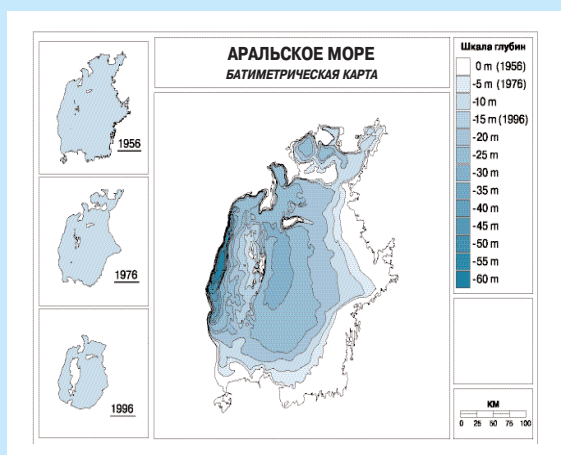 АРАЛЬСКОЕ МОРЕ
БАТИМЕТРИЧЕСКАЯ КАРТА
1956
1976
1996
Шкала глубин
0 m (1956)
-5 m (1976)
-10 m
-15 m (1996)
-20 m
-25 m
-30 m
-35 m
-40 m
-45 m
-50 m
-55 m
-60 m
КМ
0 25 50 75 100